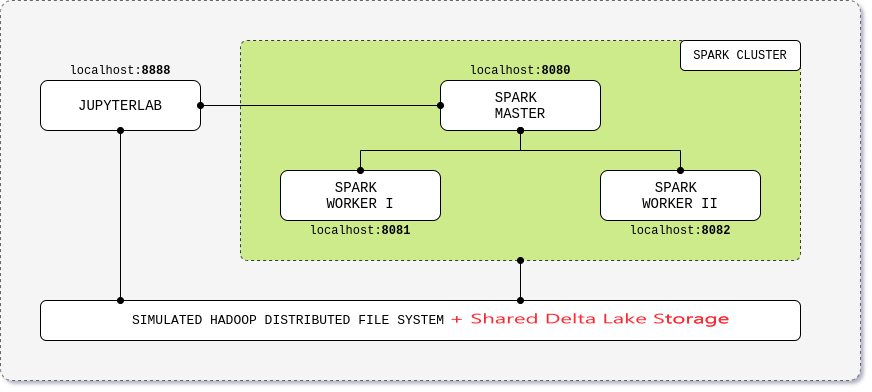 SPARK CLUSTER
localhost:8888
localhost:8080
JUPYTERLAB
SPARK
MASTER
SPARK
WORKER I
SPARK
WORKER II
localhost:8081
localhost:8082
SIMULATED HADOOP DISTRIBUTED FILE SYSTEM + Shared Delta Lake Storage